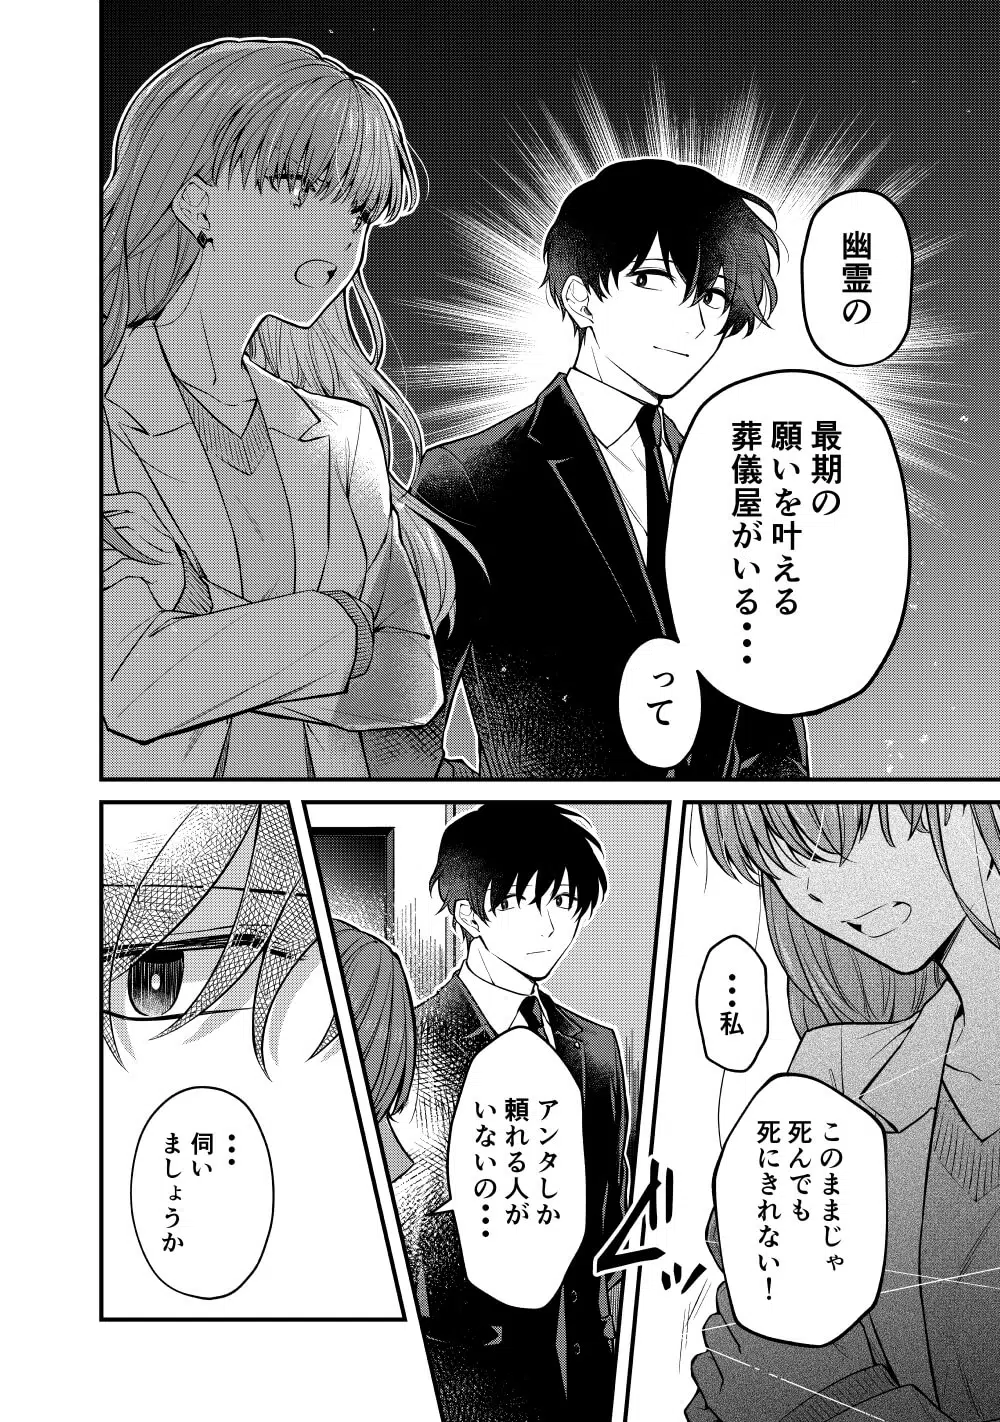 幽霊の
最期の
願いを叶える
葬儀屋がいる・・・
って
・・・私
このままじゃ
死んでも
死にきれない！
ギュッ
アンタしか
頼れる人が
いないの・・・
・・・
伺い
ましょうか